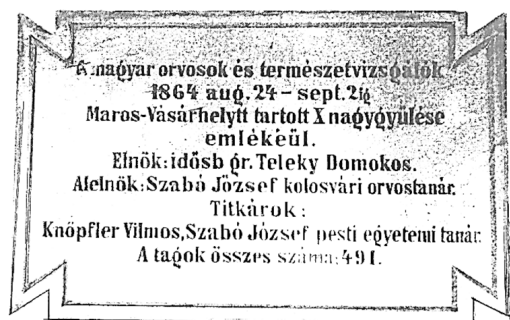 A magyar orvosok és természetvizsgálók
1864 aug. 24 – sept. 2ig
Maros-Vásárhelytt tartott X nagygyülése
emlékeül.
Elnök: idősb gr. Teleky Domokos.
Alelnök: Szabó József kolosvári orvostanár.
Titkárok:
Knöpfler Vilmos, Szabó József pesti egyetemi tanár.
A tagok összes száma: 491.